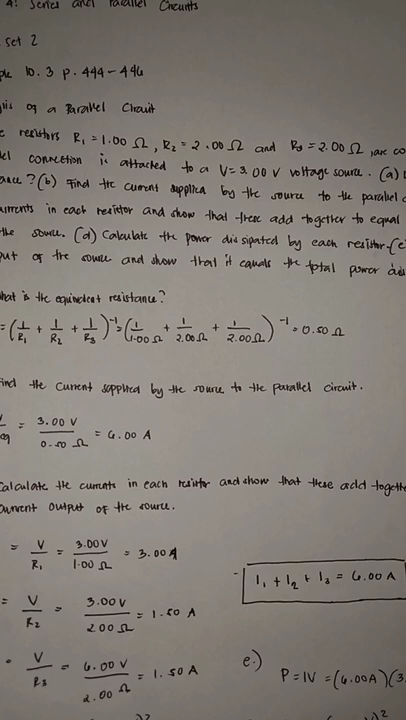 4: Series and Parallel Circuits
Set 2
10.3 p. 444-446
of a Parallel Circuit
resistors R₁ = 1.00 Ω, R₂ = 2.00 Ω and R₃ = 2.00 Ω, are
connection is attached to a V = 3.00 V voltage source. (a)
(b) Find the current supplied by the source to the parallel
currents in each resistor and show that these add together to equal
the source. (d) Calculate the power dissipated by each resistor. (e
of the source and show that it equals the total power
what is the equivalent resistance?
= (1/R₁ + 1/R₂ + 1/R₃)⁻¹ = (1/1.00 Ω + 1/2.00 Ω + 1/2.00 Ω)⁻¹ = 0.50 Ω
Find the current supplied by the source to the parallel circuit.
= 3.00 V / 0.50 Ω = 6.00 A
Calculate the currents in each resistor and show that these add together
current output of the source.
= V/R₁ = 3.00V / 1.00 Ω = 3.00 A
I₁ + I₂ + I₃ = 6.00 A
= V/R₂ = 3.00 V / 2.00 Ω = 1.50 A
V/R₃ = 6.00 V / 2.00 Ω = 1.50 A
e.)
P = IV = (6.00A)(3.